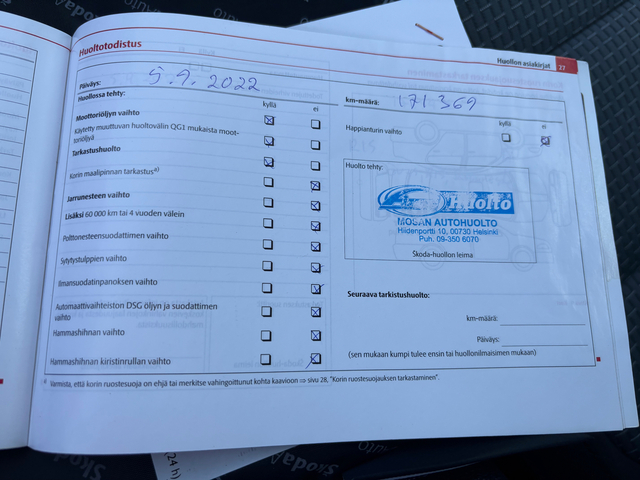 Huoltotodistus
Huollon asiakirjat 27
Päiväys: 5.9.2022
Huollossa tehty:
kyllä ei
Moottoriöljyn vaihto
Käytetty muuttuvan huoltovälin QG1 mukaista moot-
toriöljyä
Tarkastushuolto
Korin maalipinnan tarkastus a)
Jarrunesteen vaihto
Lisäksi 60 000 km tai 4 vuoden välein
Polttonesteensuodattimen vaihto
Sytytystulppien vaihto
Ilmansuodatinpanoksen vaihto
Automaattivaihteiston DSG öljyn ja suodattimen
vaihto
Hammashihnan vaihto
Hammashihnan kiristinrullan vaihto
km-määrä: 171 369
kyllä ei
Happianturin vaihto
Huolto tehty:
Huolto
MOSAN AUTOHUOLTO
Hiidenportti 10, 00730 Helsinki
Puh. 09-350 6070
Skoda-huollon leima
Seuraava tarkistushuolto:
km-määrä:
Päiväys:
(sen mukaan kumpi tulee ensin tai huollonilmaisimen mukaan)
a) Varmista, että korin ruostesuoja on ehjä tai merkitse vahingoittunut kohta kaavioon ⇒ sivu 28, "Korin ruostesuojauksen tarkastaminen".
(24 h)
Skoda